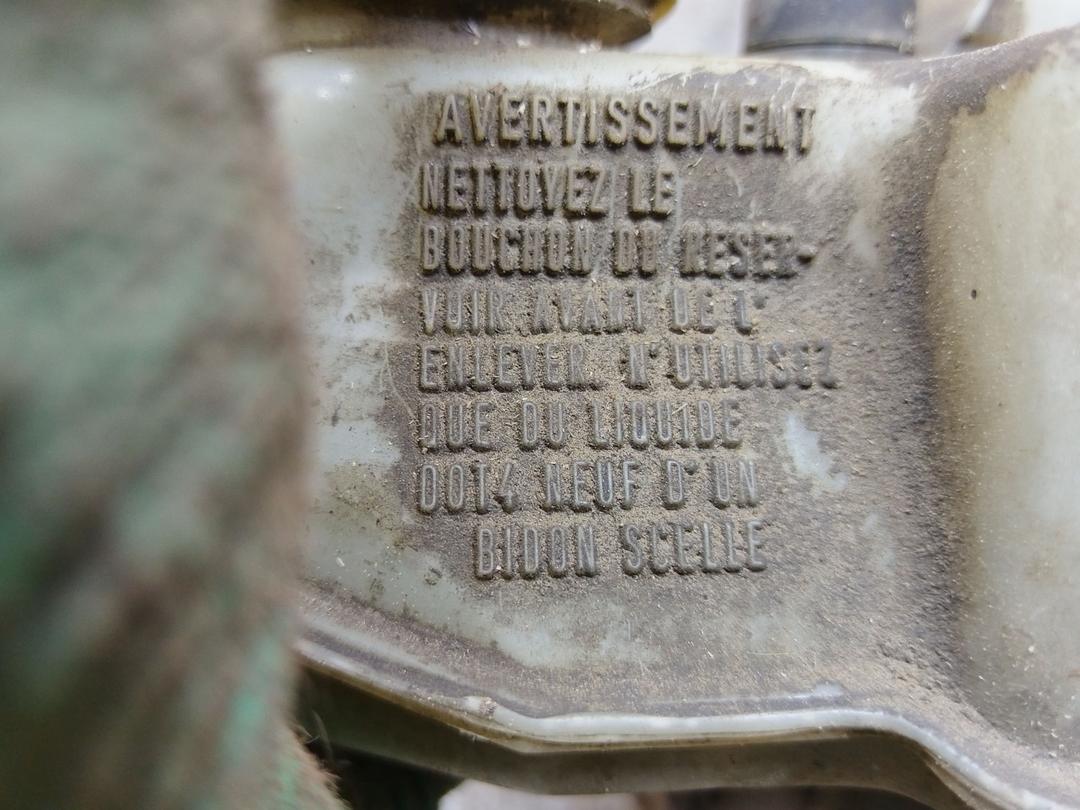 AVERTISSEMENT
NETTOYEZ LE
BOUCHON DU RESER-
VOIR AVANT DE L'
ENLEVER. N'UTILISEZ
QUE DU LIQUIDE
DOT4 NEUF D'UN
BIDON SCELLE